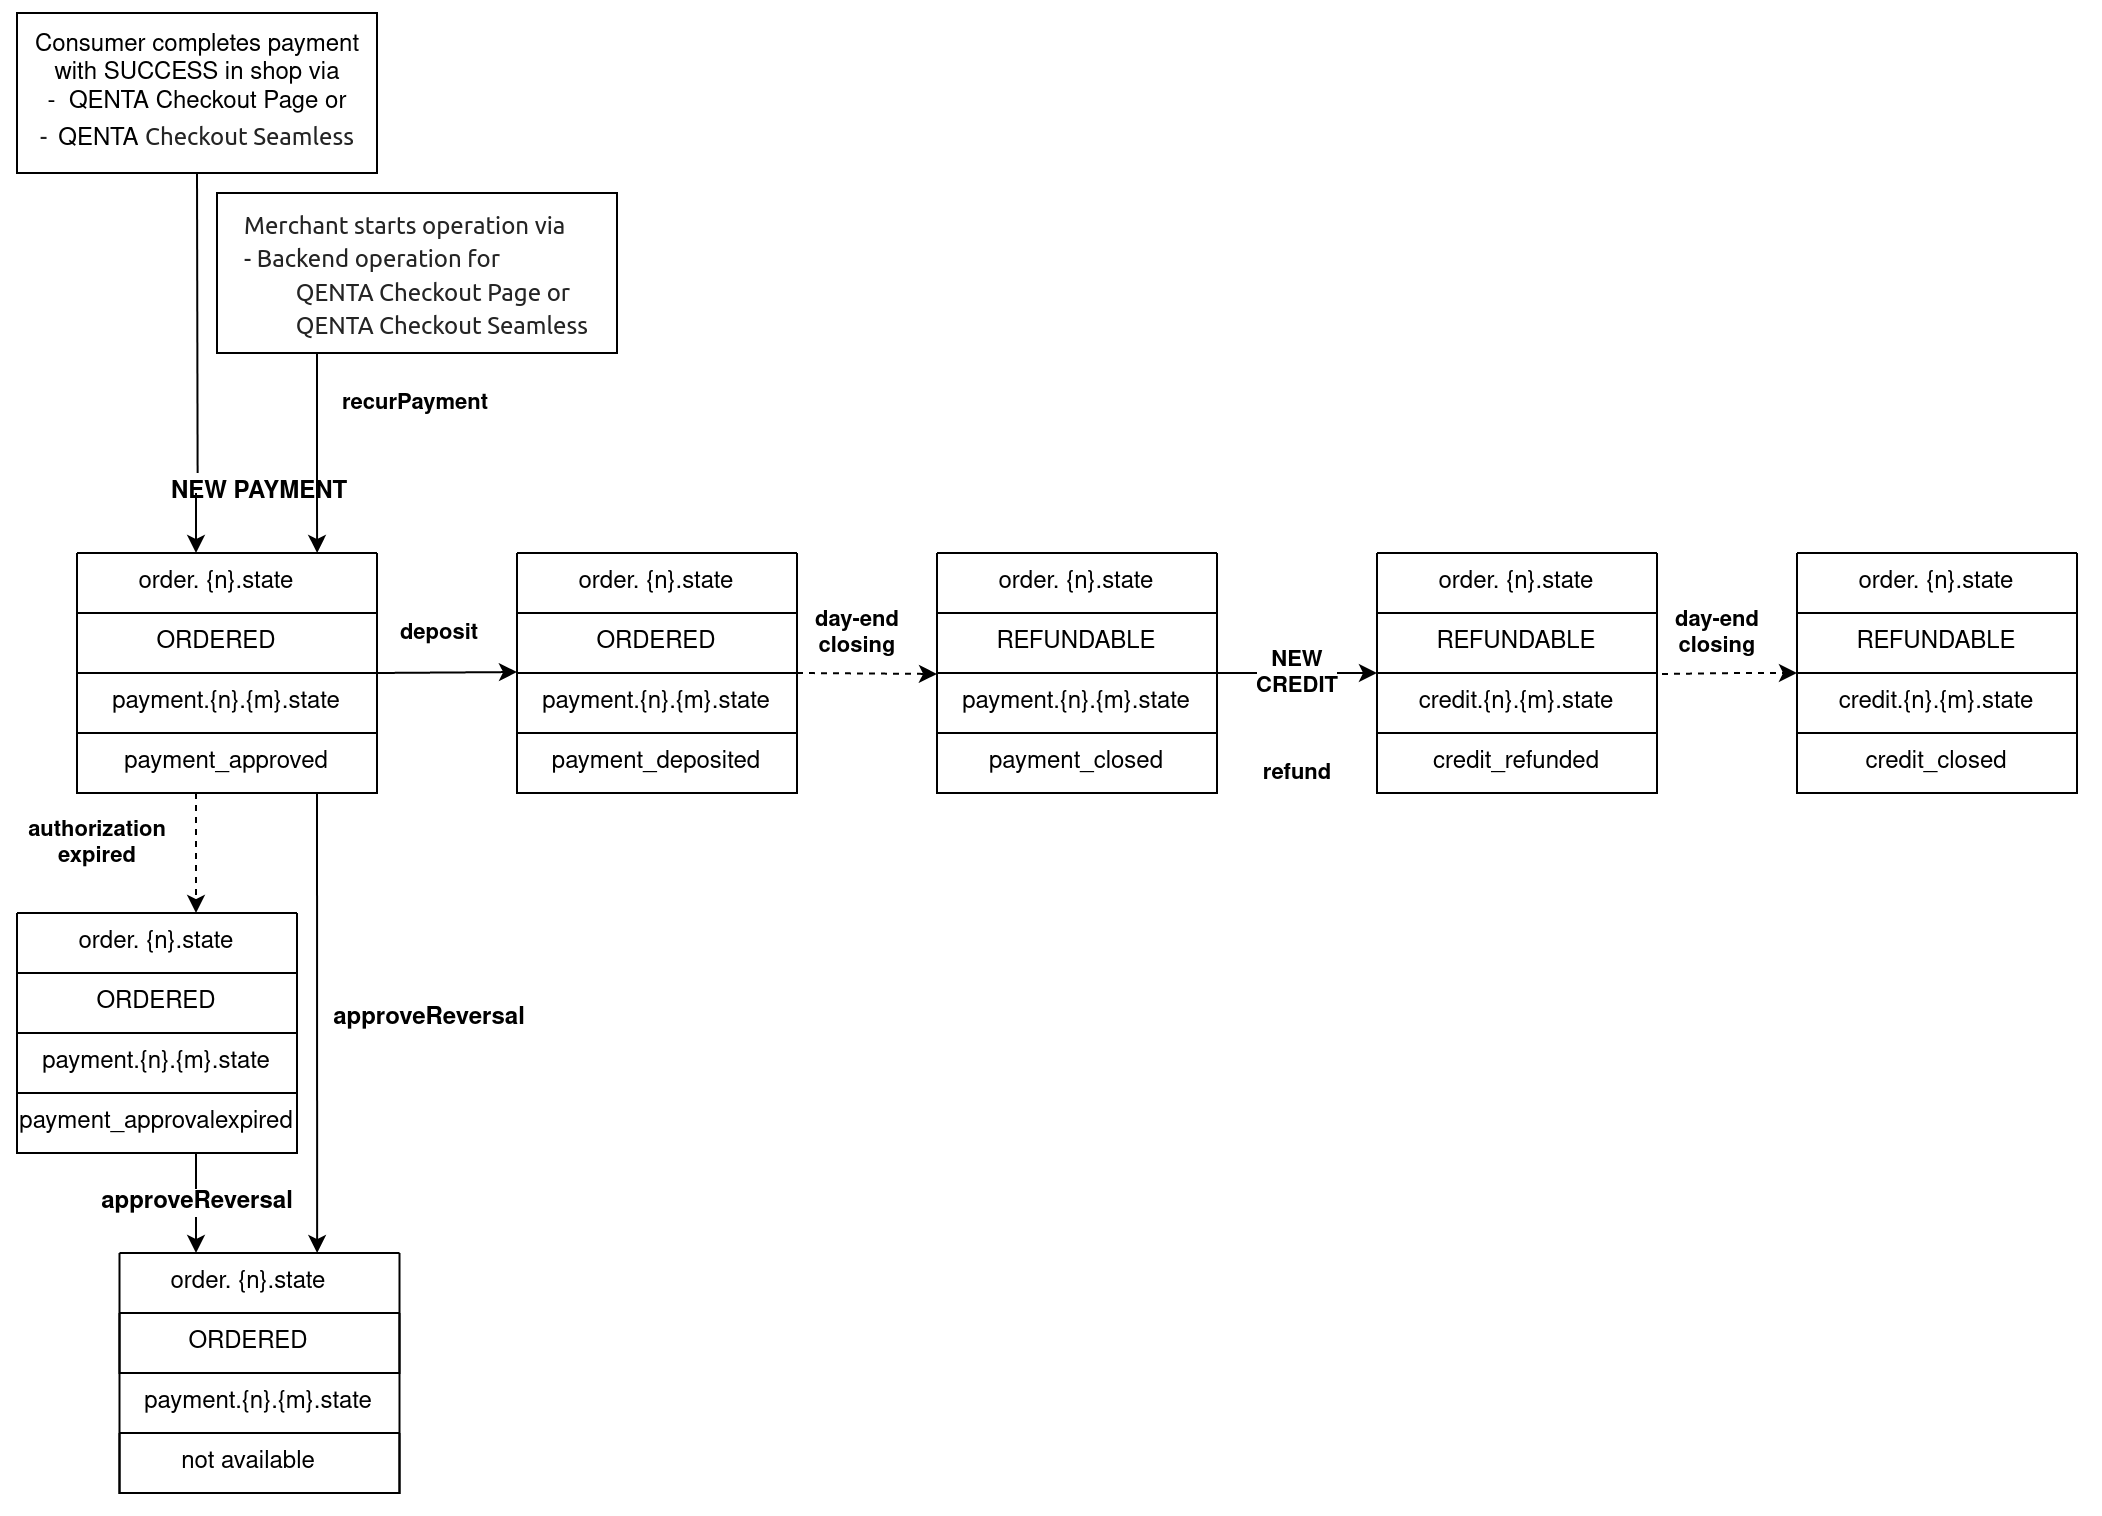 Consumer completes payment
with SUCCESS in shop via
- QENTA Checkout Page or
- QENTA Checkout Seamless
Merchant starts operation via
- Backend operation for
QENTA Checkout Page or
QENTA Checkout Seamless
recurPayment
NEW PAYMENT
order. {n}.state
ORDERED
payment.{n}.{m}.state
payment_approved
deposit
order. {n}.state
ORDERED
payment.{n}.{m}.state
payment_deposited
day-end
closing
order. {n}.state
REFUNDABLE
payment.{n}.{m}.state
payment_closed
NEW
CREDIT
refund
order. {n}.state
REFUNDABLE
credit.{n}.{m}.state
credit_refunded
day-end
closing
order. {n}.state
REFUNDABLE
credit.{n}.{m}.state
credit_closed
authorization
expired
order. {n}.state
ORDERED
payment.{n}.{m}.state
payment_approvalexpired
approveReversal
approveReversal
order. {n}.state
ORDERED
payment.{n}.{m}.state
not available